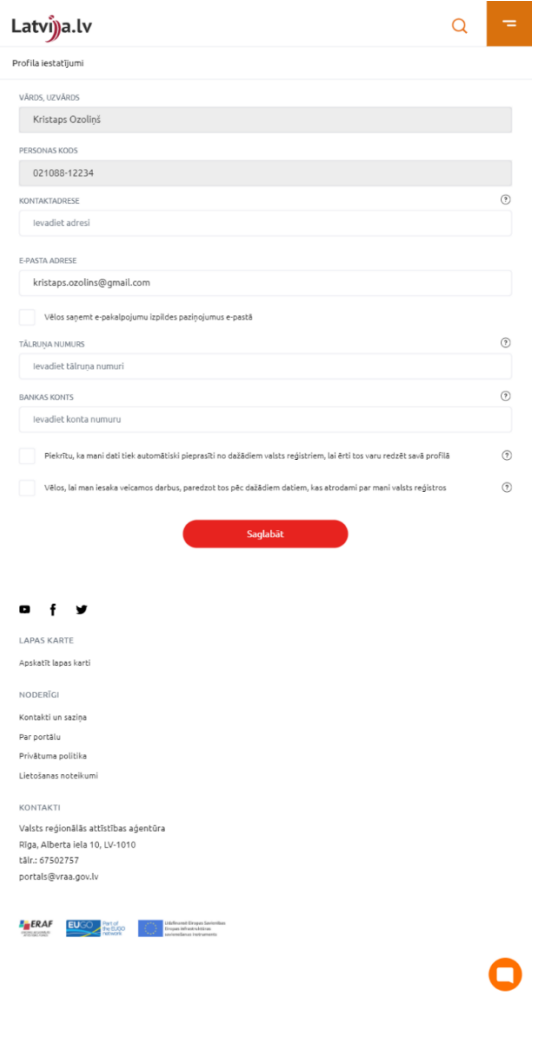 Latvija.lv
Profila iestatījumi
VĀRDS, UZVĀRDS
Kristaps Ozoliņš
PERSONAS KODS
021088-12234
KONTAKTADRESE
Ievadiet adresi
E-PASTA ADRESE
kristaps.ozolins@gmail.com
Vēlos saņemt e-pakalpojumu izpildes paziņojumus e-pastā
TĀLRUŅA NUMURS
Ievadiet tālruņa numuri
BANKAS KONTS
Ievadiet konta numuru
Piekrītu, ka mani dati tiek automātiski pieprasīti no dažādiem valsts reģistriem, lai ērti tos varu redzēt savā profilā
Vēlos, lai man iesaka veicamos darbus, paredzot tos pēc dažādiem datiem, kas atrodami par mani valsts reģistros
Saglabāt
LAPAS KARTE
Apskatīt lapas karti
NODERĪGI
Kontakti un saziņa
Par portālu
Privātuma politika
Lietošanas noteikumi
KONTAKTI
Valsts reģionālās attīstības aģentūra
Rīga, Alberta iela 10, LV-1010
tālr.: 67502757
portals@vraa.gov.lv
ERAF
EUGO
Part of
the EUGO
network